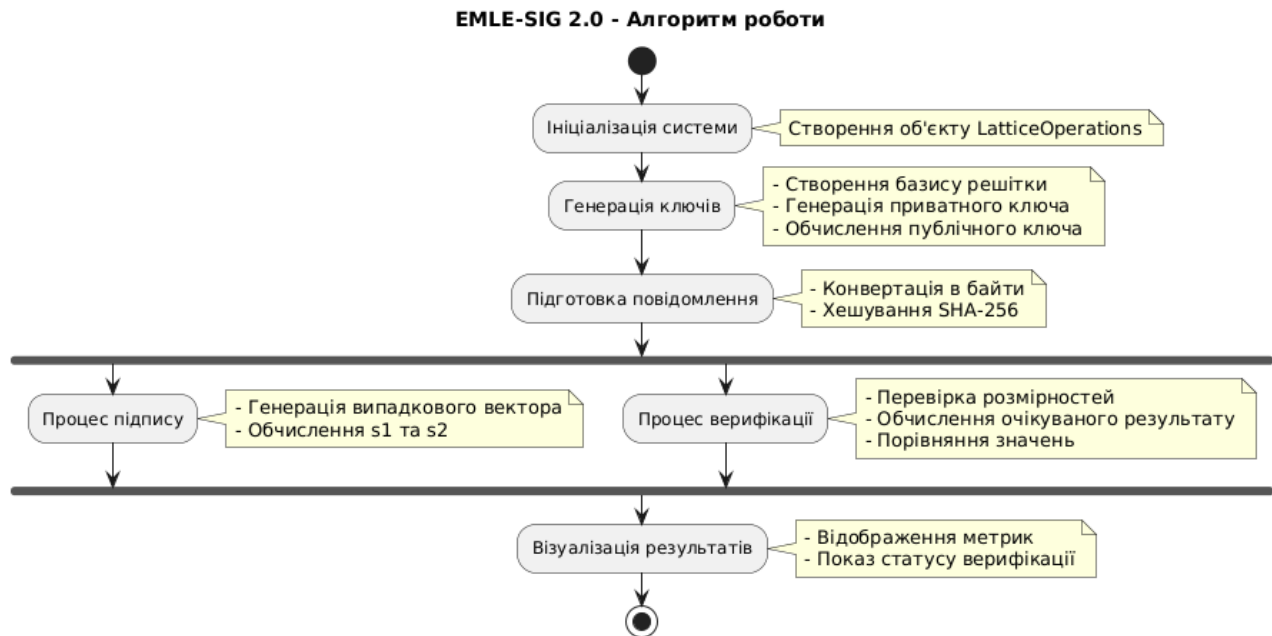 EMLE-SIG 2.0 - Алгоритм роботи
Ініціалізація системи
Створення об'єкту LatticeOperations
Генерація ключів
- Створення базису решітки
- Генерація приватного ключа
- Обчислення публічного ключа
Підготовка повідомлення
- Конвертація в байти
- Хешування SHA-256
Процес підпису
- Генерація випадкового вектора
- Обчислення s1 та s2
Процес верифікації
- Перевірка розмірностей
- Обчислення очікуваного результату
- Порівняння значень
Візуалізація результатів
- Відображення метрик
- Показ статусу верифікації